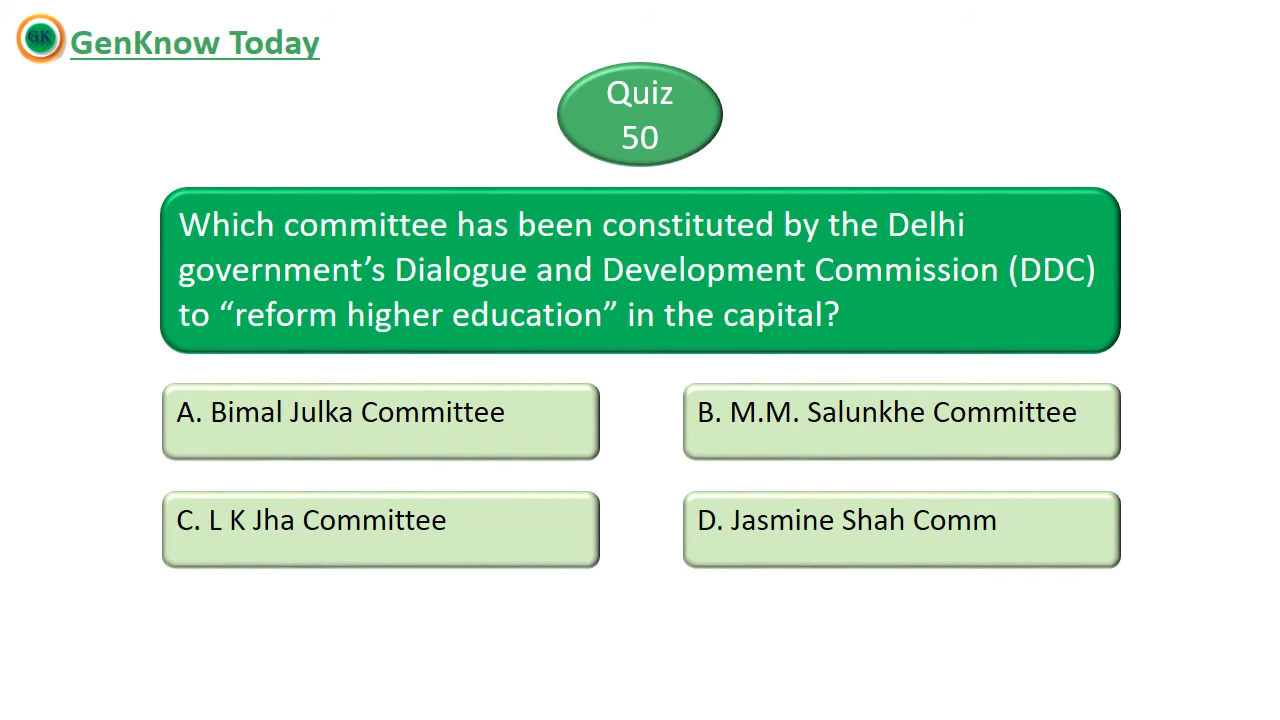 GK
GenKnow Today
Quiz
50
Which committee has been constituted by the Delhi
government’s Dialogue and Development Commission (DDC)
to “reform higher education” in the capital?
A. Bimal Julka Committee
B. M.M. Salunkhe Committee
C. L K Jha Committee
D. Jasmine Shah Comm